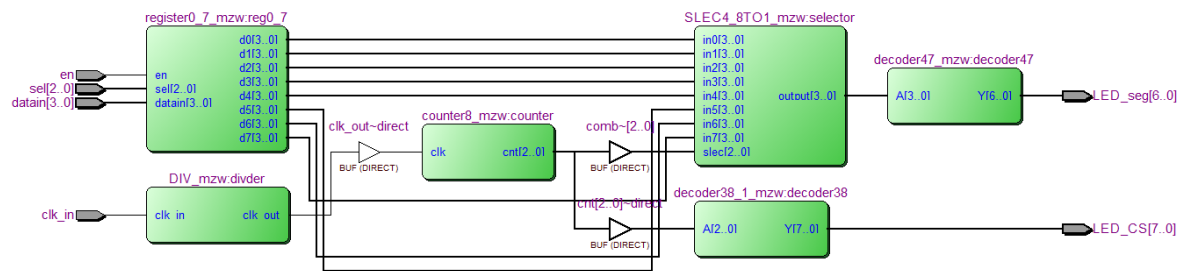 register0_7_mzw:reg0_7
en
sel[2..0]
datain[3..0]
en
sel[2..0]
datain[3..0]
d0[3..0]
d1[3..0]
d2[3..0]
d3[3..0]
d4[3..0]
d5[3..0]
d6[3..0]
d7[3..0]
SLEC4_8TO1_mzw:selector
in0[3..0]
in1[3..0]
in2[3..0]
in3[3..0]
in4[3..0]
in5[3..0]
in6[3..0]
in7[3..0]
slec[2..0]
outout[3..0]
decoder47_mzw:decoder47
A[3..0]
Y[6..0]
LED_seg[6..0]
clk_out~direct
BUF (DIRECT)
counter8_mzw:counter
clk
cnt[2..0]
comb~[2..0]
BUF (DIRECT)
DIV_mzw:divder
clk_in
clk_in
clk_out
cnt[2..0]~direct
BUF (DIRECT)
decoder38_1_mzw:decoder38
A[2..0]
Y[7..0]
LED_CS[7..0]